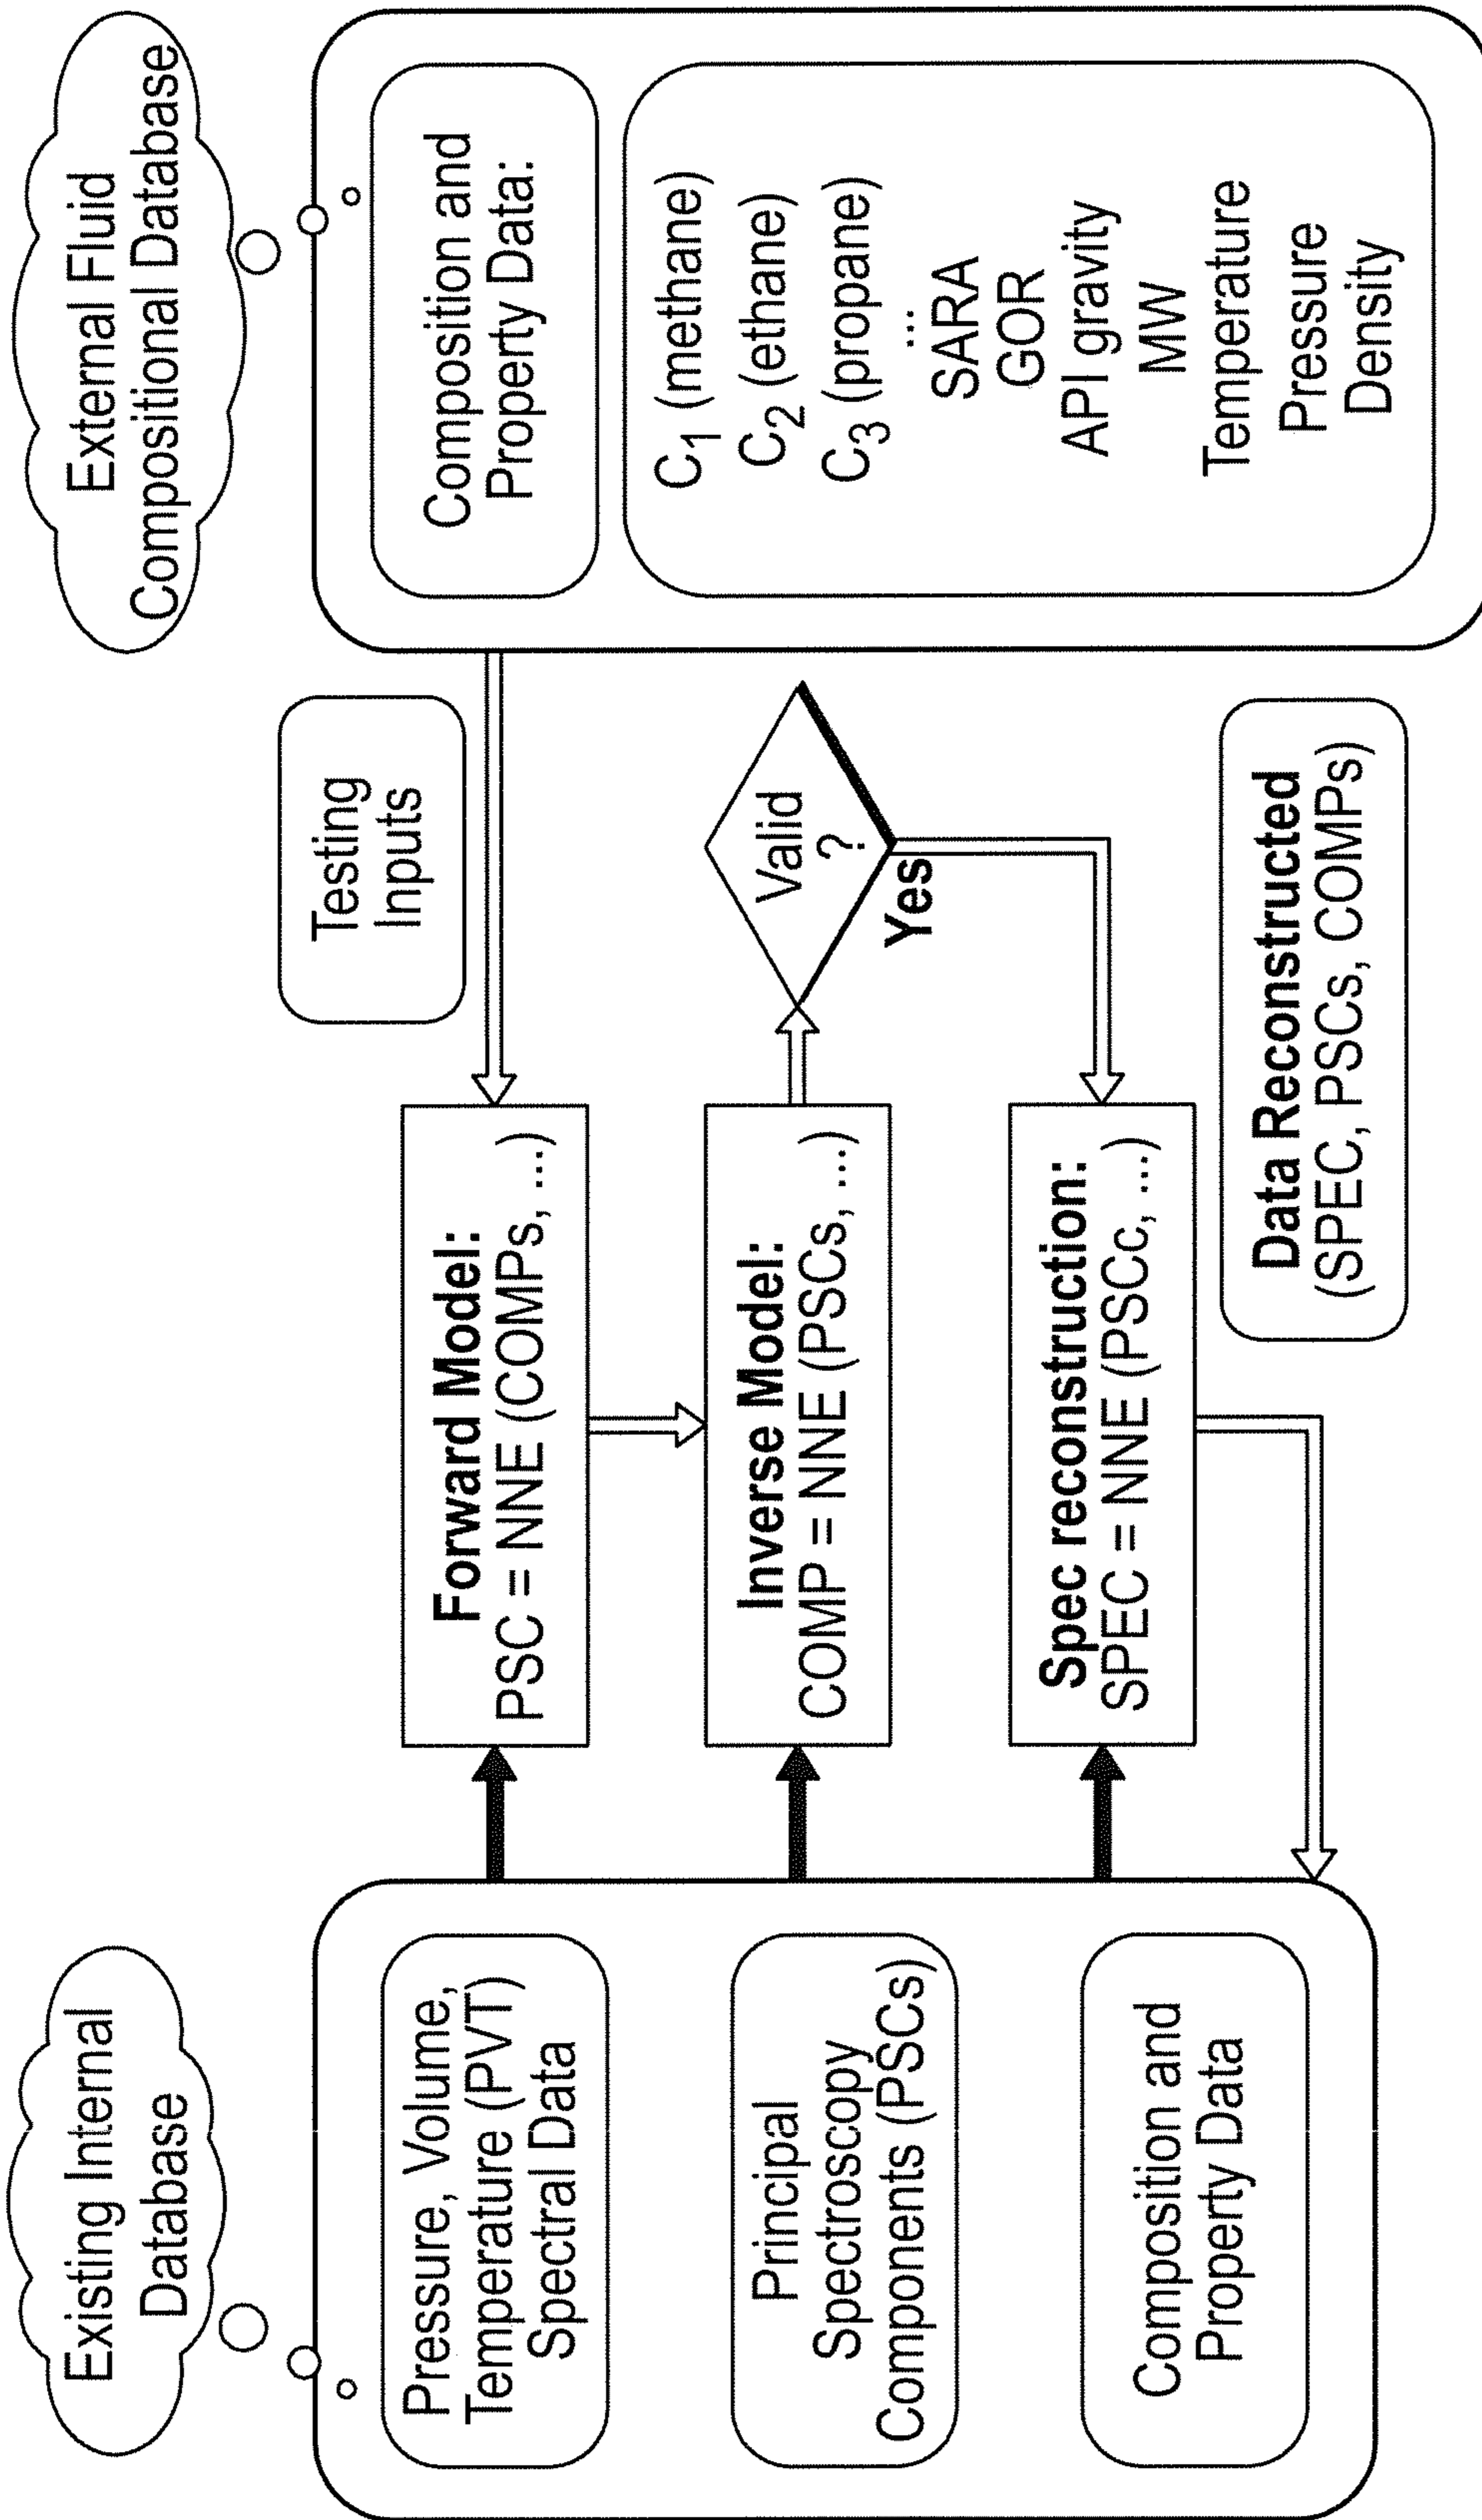 Existing Internal
Database
Pressure, Volume,
Temperature (PVT)
Spectral Data
Principal
Spectroscopy
Components (PSCs)
Composition and
Property Data
Forward Model:
PSC = NNE (COMPs, ...)
Inverse Model:
COMP = NNE (PSCs, ...)
Spec reconstruction:
SPEC = NNE (PSCc, ...)
Testing
Inputs
Valid
?
Yes
Data Reconstructed
(SPEC, PSCs, COMPs)
External Fluid
Compositional Database
Composition and
Property Data:
C1 (methane)
C2 (ethane)
C3 (propane)
...
SARA
GOR
API gravity
MW
Temperature
Pressure
Density